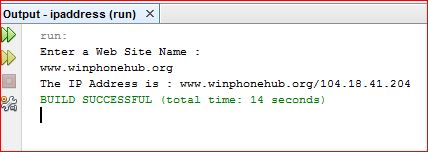 Output - ipaddress (run)
run:
Enter a Web Site Name :
www.winphonehub.org
The IP Address is : www.winphonehub.org/104.18.41.204
BUILD SUCCESSFUL (total time: 14 seconds)